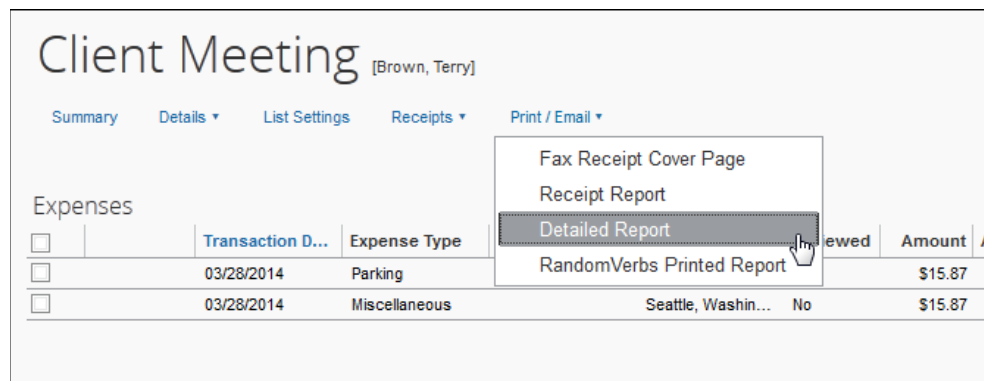 Client Meeting [Brown, Terry]
Summary Details ▾ List Settings Receipts ▾ Print / Email ▾
Fax Receipt Cover Page
Receipt Report
Detailed Report
RandomVerbs Printed Report
Expenses
Transaction D... Expense Type ewed Amount A
03/28/2014 Parking $15.87
03/28/2014 Miscellaneous Seattle, Washin... No $15.87